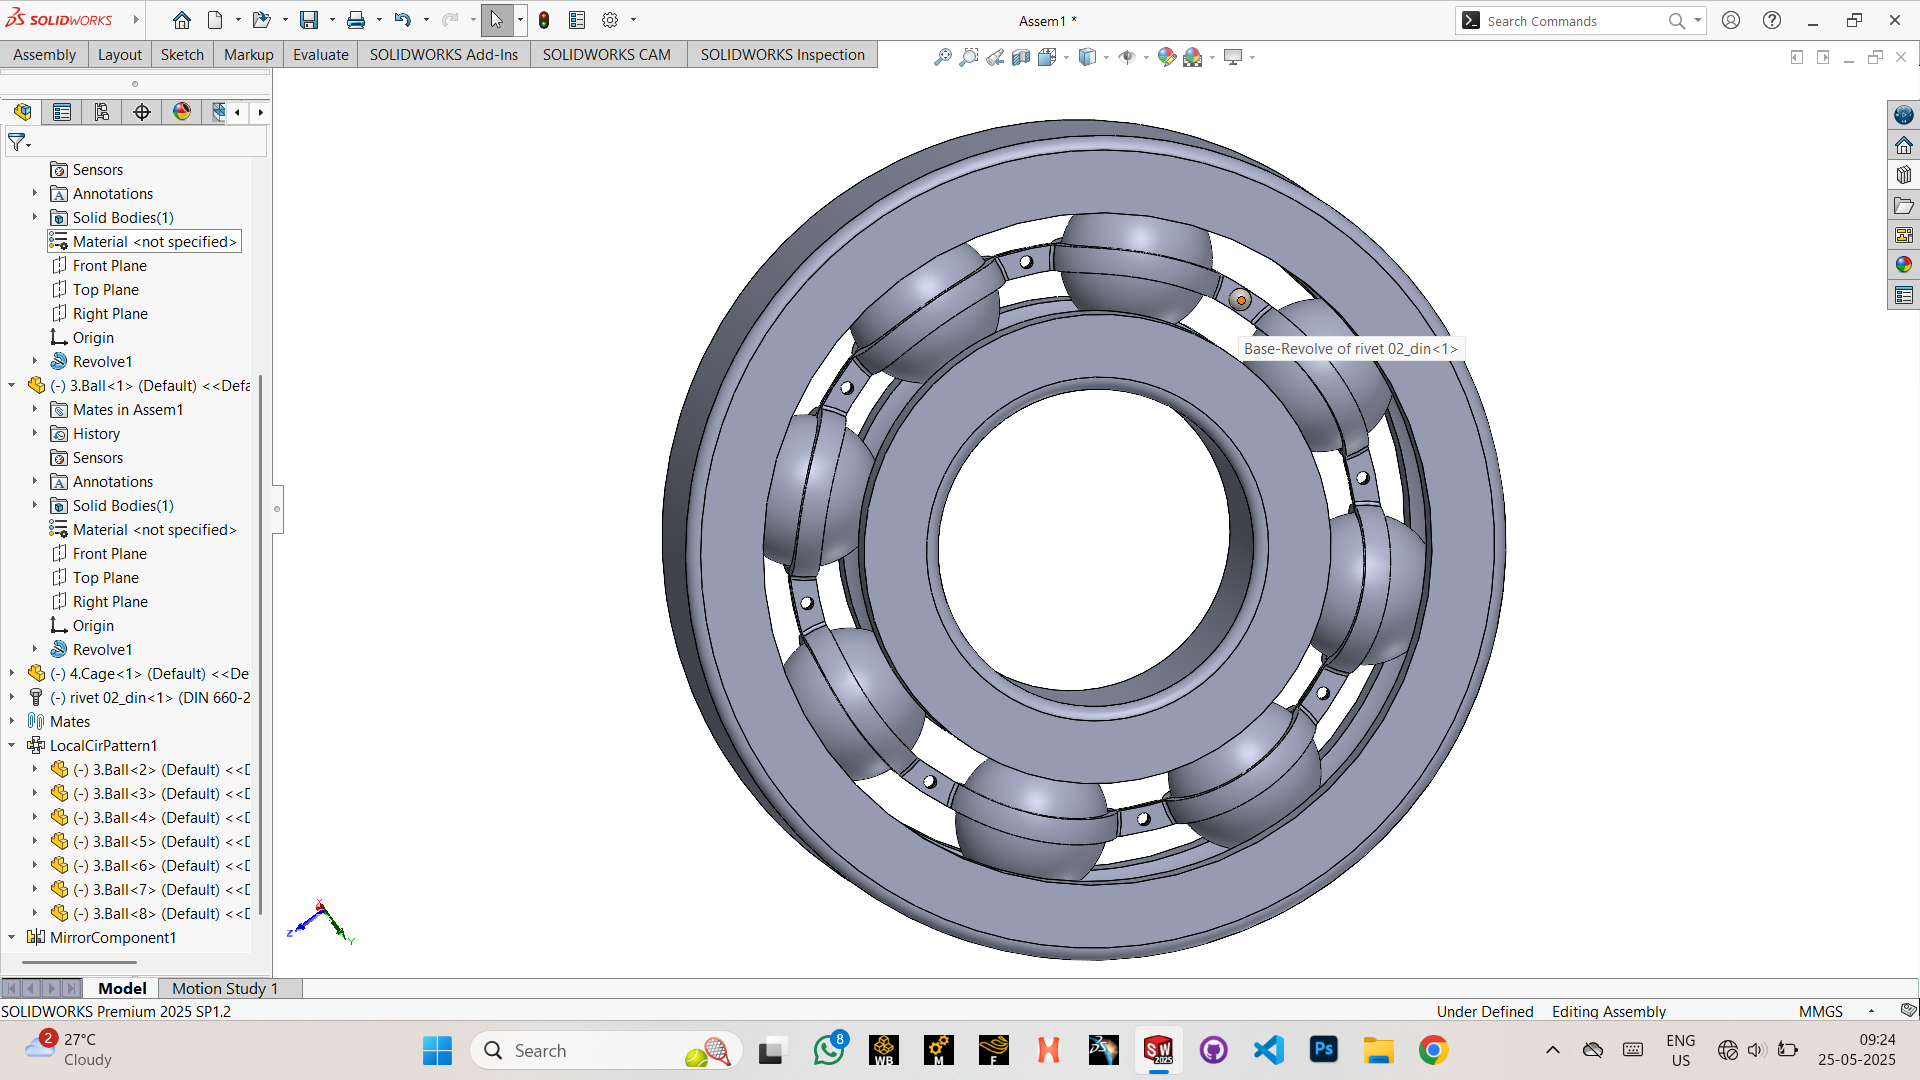 SOLIDWORKS
Assem1 *
Search Commands
Assembly
Layout
Sketch
Markup
Evaluate
SOLIDWORKS Add-Ins
SOLIDWORKS CAM
SOLIDWORKS Inspection
Sensors
Annotations
Solid Bodies(1)
Material <not specified>
Front Plane
Top Plane
Right Plane
Origin
Revolve1
(-) 3.Ball<1> (Default) <<Defa
Mates in Assem1
History
Sensors
Annotations
Solid Bodies(1)
Material <not specified>
Front Plane
Top Plane
Right Plane
Origin
Revolve1
(-) 4.Cage<1> (Default) <<De
(-) rivet 02_din<1> (DIN 660-2
Mates
LocalCirPattern1
(-) 3.Ball<2> (Default) <<D
(-) 3.Ball<3> (Default) <<D
(-) 3.Ball<4> (Default) <<D
(-) 3.Ball<5> (Default) <<D
(-) 3.Ball<6> (Default) <<D
(-) 3.Ball<7> (Default) <<D
(-) 3.Ball<8> (Default) <<D
MirrorComponent1
Base-Revolve of rivet 02_din<1>
X
Z
Y
Model
Motion Study 1
SOLIDWORKS Premium 2025 SP1.2
Under Defined
Editing Assembly
MMGS
2
27°C
Cloudy
Search
8
WB
M
F
SW
2025
Ps
ENG
US
09:24
25-05-2025